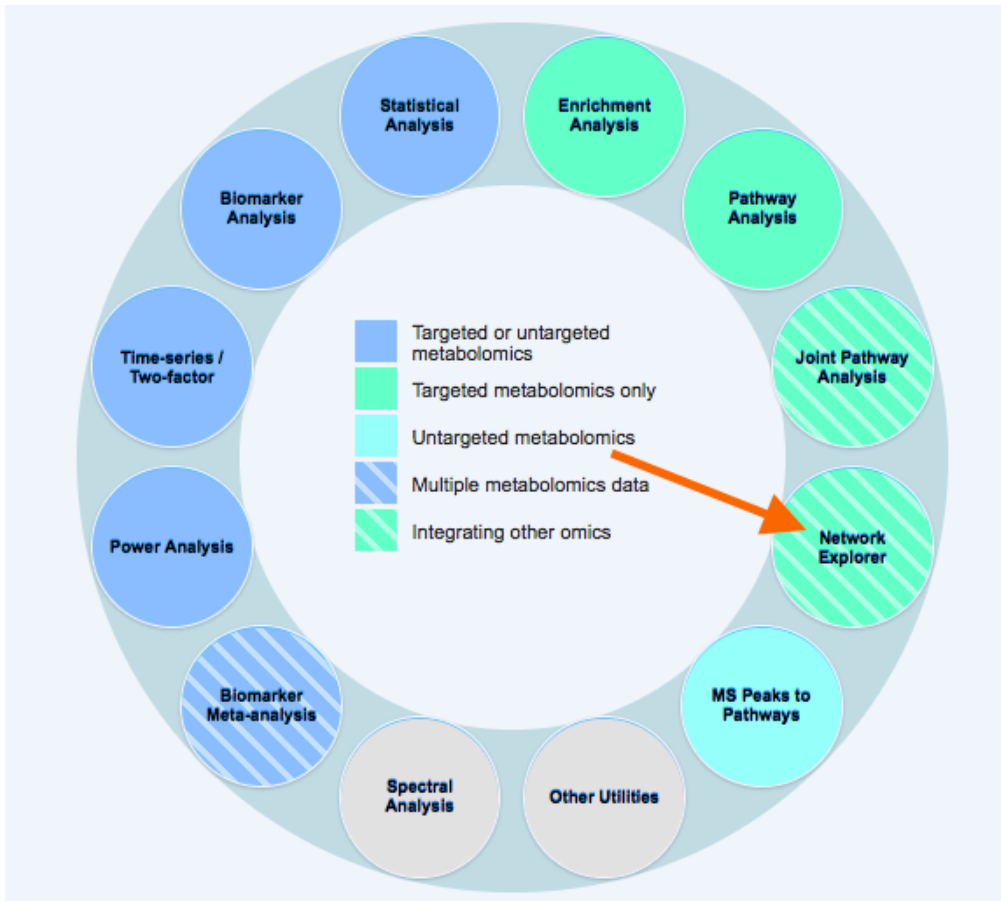 Statistical
Analysis
Enrichment
Analysis
Biomarker
Analysis
Pathway
Analysis
Time-series /
Two-factor
Targeted or untargeted
metabolomics
Targeted metabolomics only
Untargeted metabolomics
Multiple metabolomics data
Integrating other omics
Joint Pathway
Analysis
Power Analysis
Network
Explorer
Biomarker
Meta-analysis
MS Peaks to
Pathways
Spectral
Analysis
Other Utilities